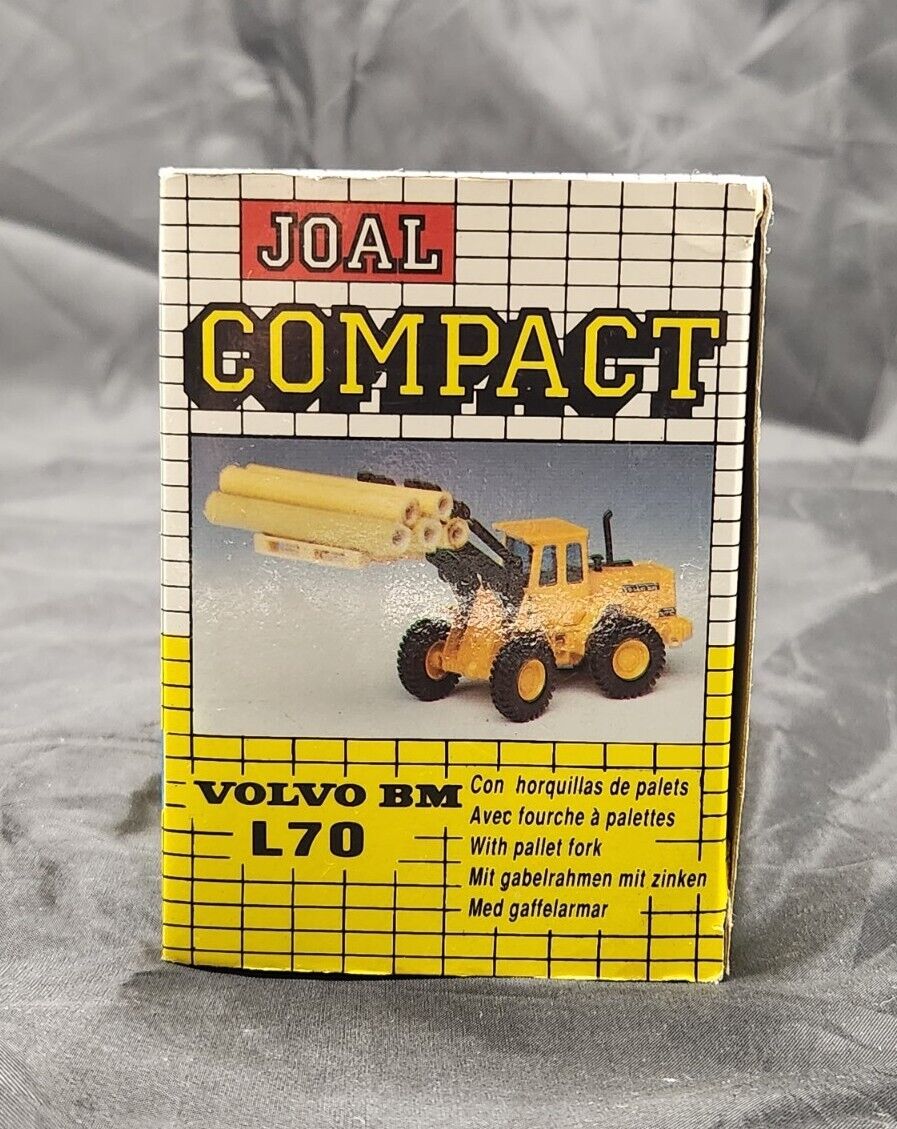 JOAL
COMPACT
VOLVO BM
L70
Con horquillas de palets
Avec fourche à palettes
With pallet fork
Mit gabelrahmen mit zinken
Med gaffelarmar